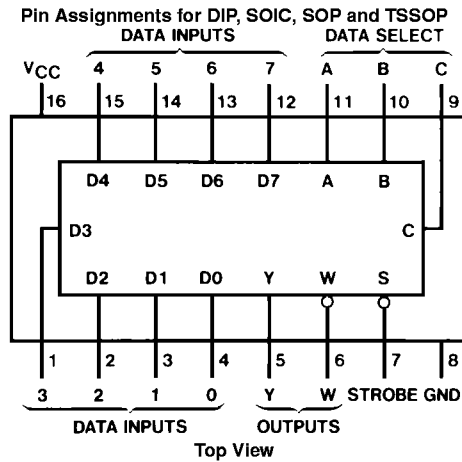 Pin Assignments for DIP, SOIC, SOP and TSSOP
DATA INPUTS DATA SELECT
VCC 4 5 6 7 A B C
16 15 14 13 12 11 10 9
D4 D5 D6 D7 A B
D3 C
D2 D1 D0 Y W S
1 2 3 4 5 6 7 8
3 2 1 0 Y W STROBE GND
DATA INPUTS OUTPUTS
Top View